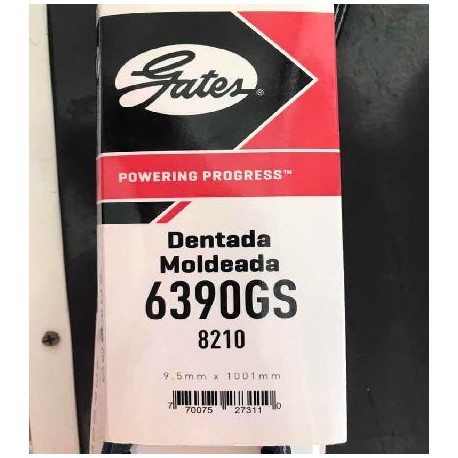 Gates®
POWERING PROGRESS™
Dentada
Moldeada
6390GS
8210
9.5mm x 1001mm
7 70075 27311 0